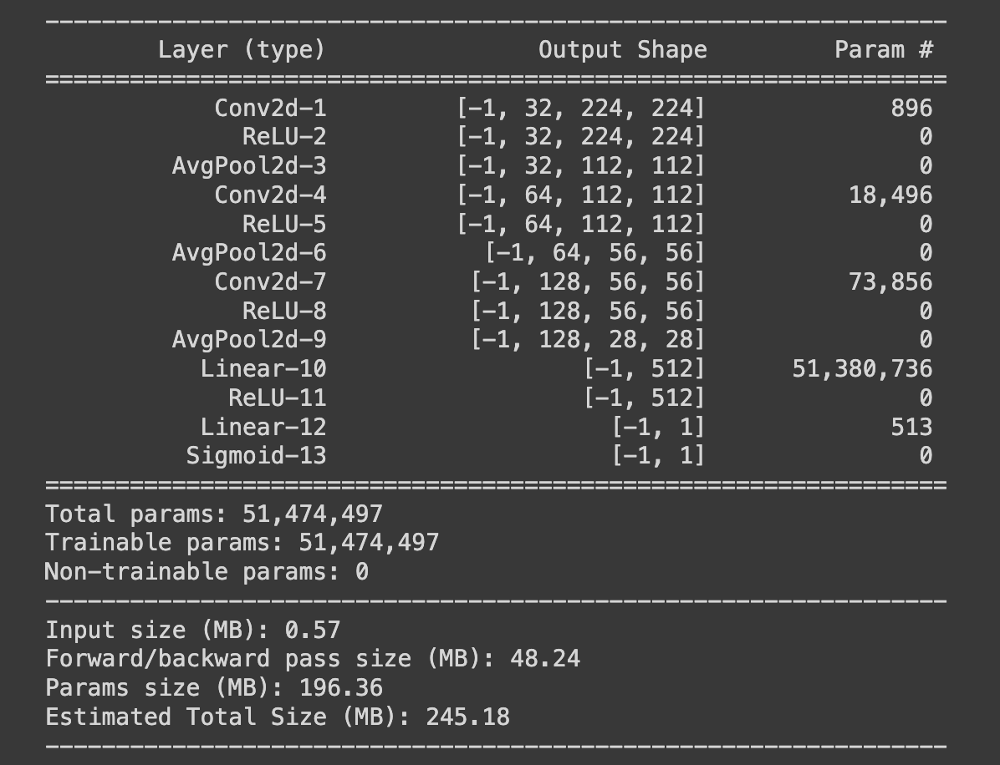 ----------------------------------------------------------------
        Layer (type)               Output Shape         Param #
================================================================
            Conv2d-1         [-1, 32, 224, 224]             896
              ReLU-2         [-1, 32, 224, 224]               0
         AvgPool2d-3         [-1, 32, 112, 112]               0
            Conv2d-4         [-1, 64, 112, 112]          18,496
              ReLU-5         [-1, 64, 112, 112]               0
         AvgPool2d-6           [-1, 64, 56, 56]               0
            Conv2d-7          [-1, 128, 56, 56]          73,856
              ReLU-8          [-1, 128, 56, 56]               0
         AvgPool2d-9          [-1, 128, 28, 28]               0
           Linear-10                  [-1, 512]      51,380,736
             ReLU-11                  [-1, 512]               0
           Linear-12                    [-1, 1]             513
          Sigmoid-13                    [-1, 1]               0
================================================================
Total params: 51,474,497
Trainable params: 51,474,497
Non-trainable params: 0
----------------------------------------------------------------
Input size (MB): 0.57
Forward/backward pass size (MB): 48.24
Params size (MB): 196.36
Estimated Total Size (MB): 245.18
----------------------------------------------------------------